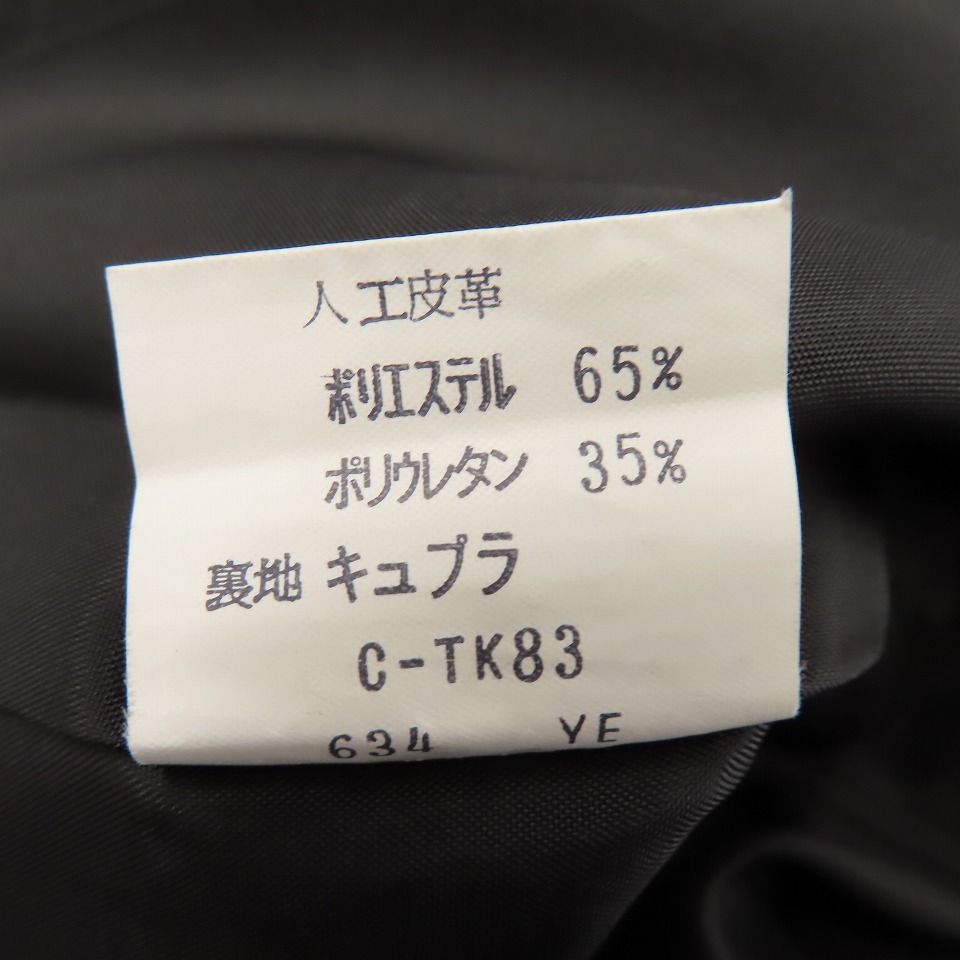 人工皮革
ポリエステル 65%
ポリウレタン 35%
裏地 キュプラ
C-TK83
634 YE